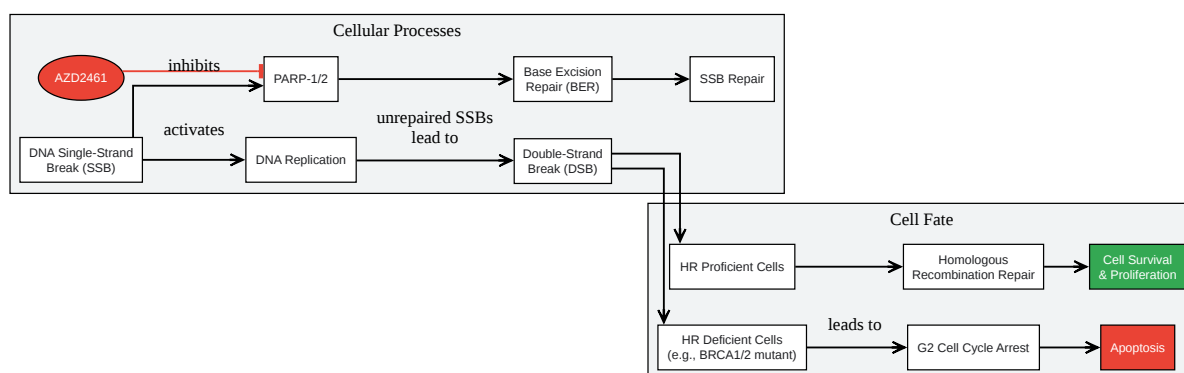 Cellular Processes
AZD2461
inhibits
PARP-1/2
Base Excision
Repair (BER)
SSB Repair
activates
unrepaired SSBs
lead to
DNA Single-Strand
Break (SSB)
DNA Replication
Double-Strand
Break (DSB)
Cell Fate
HR Proficient Cells
Homologous
Recombination Repair
Cell Survival
& Proliferation
HR Deficient Cells
(e.g., BRCA1/2 mutant)
leads to
G2 Cell Cycle Arrest
Apoptosis